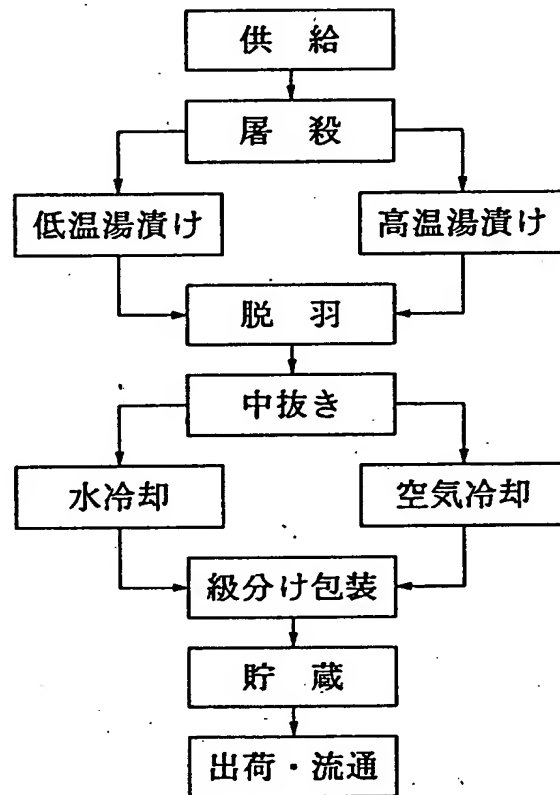 供給
屠殺
低温湯漬け
高温湯漬け
脱羽
中抜き
水冷却
空気冷却
級分け包装
貯蔵
出荷・流通